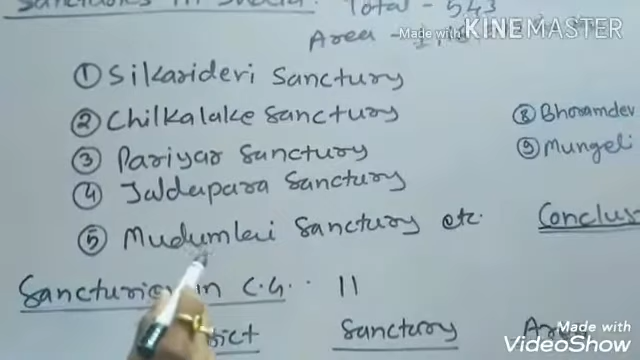 Sanctuaries in India. Total - 543
Area -
Made with KINEMASTER
① Sikarideri Sanctury
② Chilkalake Sanctury
③ Pariyar Sanctury
④ Jaldapara Sanctury
⑤ Mudumlai Sanctury etc.
⑧ Bhoramdev
⑨ Mungeli
Conclus
in C.G. 11
Sanctury
Made with
VideoShow